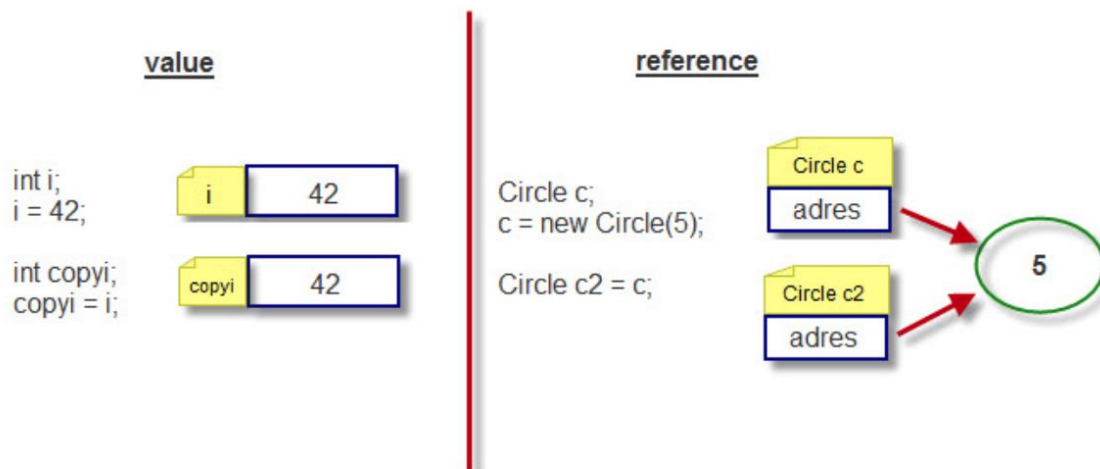 value
int i;
i = 42;
i
42
int copyi;
copyi = i;
copyi
42
reference
Circle c;
c = new Circle(5);
Circle c
adres
Circle c2 = c;
Circle c2
adres
5